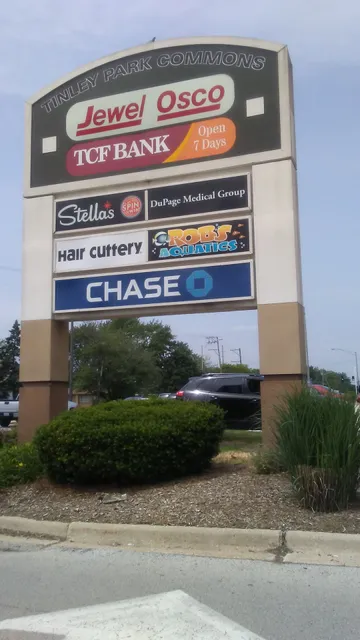 TINLEY PARK COMMONS
Jewel Osco
TCF BANK Open
7 Days
Stella's SPIN DuPage Medical Group
Hair Cuttery ROB'S
AQUATICS
CHASE